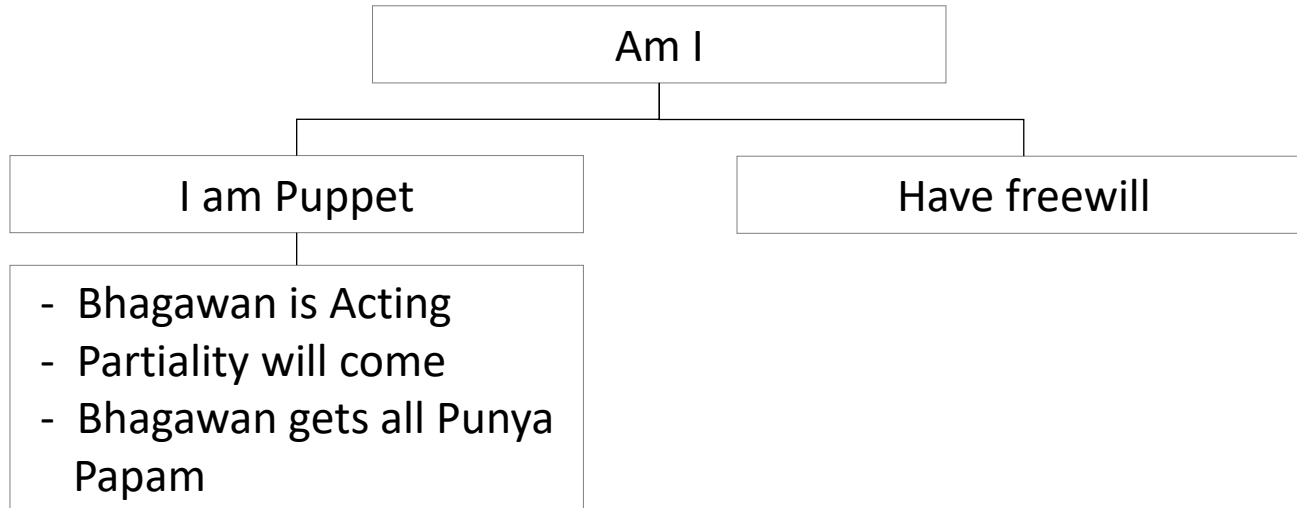 Am I
I am Puppet
Have freewill
- Bhagawan is Acting
- Partiality will come
- Bhagawan gets all Punya
Papam